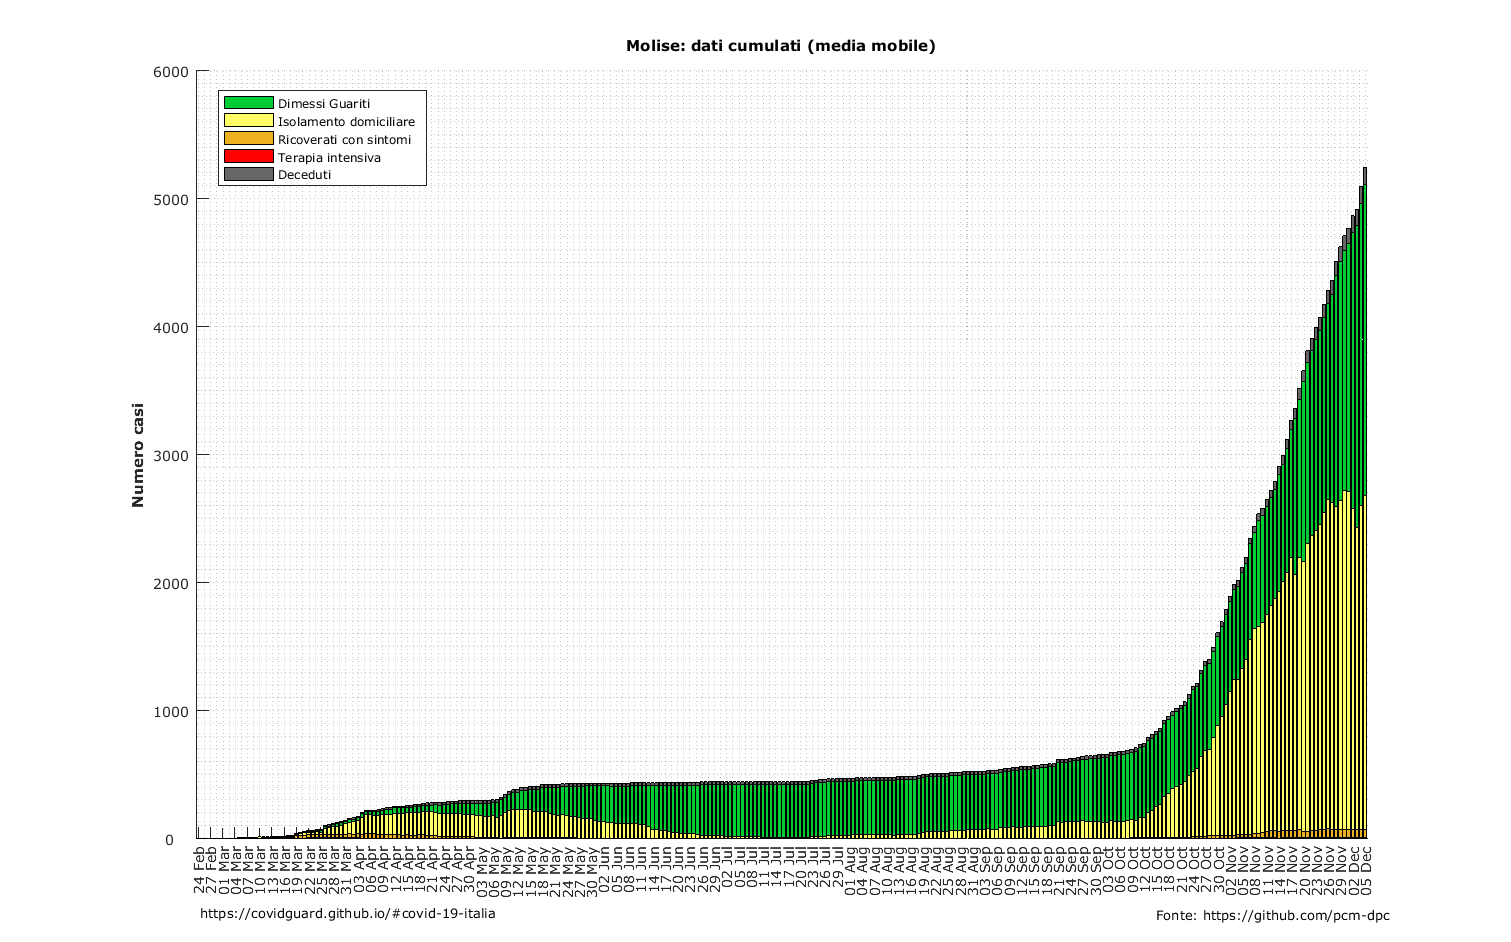 Molise: dati cumulati (media mobile)
Numero casi
6000
5000
4000
3000
2000
1000
0
Dimessi Guariti
Isolamento domiciliare
Ricoverati con sintomi
Terapia intensiva
Deceduti
24 Feb
27 Feb
01 Mar
04 Mar
07 Mar
10 Mar
13 Mar
16 Mar
19 Mar
22 Mar
25 Mar
28 Mar
31 Mar
03 Apr
06 Apr
09 Apr
12 Apr
15 Apr
18 Apr
21 Apr
24 Apr
27 Apr
30 Apr
03 May
06 May
09 May
12 May
15 May
18 May
21 May
24 May
27 May
30 May
02 Jun
05 Jun
08 Jun
11 Jun
14 Jun
17 Jun
20 Jun
23 Jun
26 Jun
29 Jun
02 Jul
05 Jul
08 Jul
11 Jul
14 Jul
17 Jul
20 Jul
23 Jul
26 Jul
29 Jul
01 Aug
04 Aug
07 Aug
10 Aug
13 Aug
16 Aug
19 Aug
22 Aug
25 Aug
28 Aug
31 Aug
03 Sep
06 Sep
09 Sep
12 Sep
15 Sep
18 Sep
21 Sep
24 Sep
27 Sep
30 Sep
03 Oct
06 Oct
09 Oct
12 Oct
15 Oct
18 Oct
21 Oct
24 Oct
27 Oct
30 Oct
02 Nov
05 Nov
08 Nov
11 Nov
14 Nov
17 Nov
20 Nov
23 Nov
26 Nov
29 Nov
02 Dec
05 Dec
https://covidguard.github.io/#covid-19-italia
Fonte: https://github.com/pcm-dpc